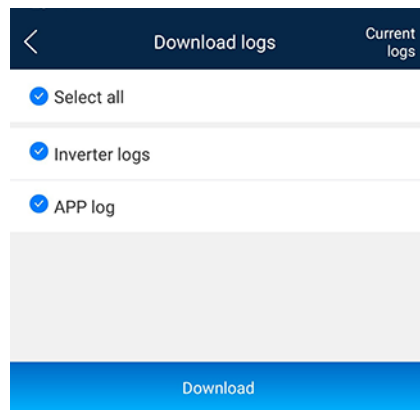 Download logs
Current
logs
Select all
Inverter logs
APP log
Download